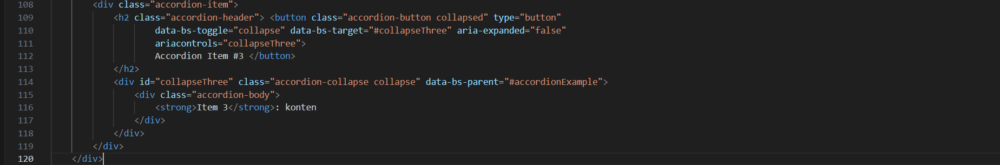 108 <div class="accordion-item">
109 <h2 class="accordion-header"> <button class="accordion-button collapsed" type="button"
110 data-bs-toggle="collapse" data-bs-target="#collapseThree" aria-expanded="false"
111 ariacontrols="collapseThree">
112 Accordion Item #3 </button>
113 </h2>
114 <div id="collapseThree" class="accordion-collapse collapse" data-bs-parent="#accordionExample">
115 <div class="accordion-body">
116 <strong>Item 3</strong>: konten
117 </div>
118 </div>
119 </div>
120 </div>